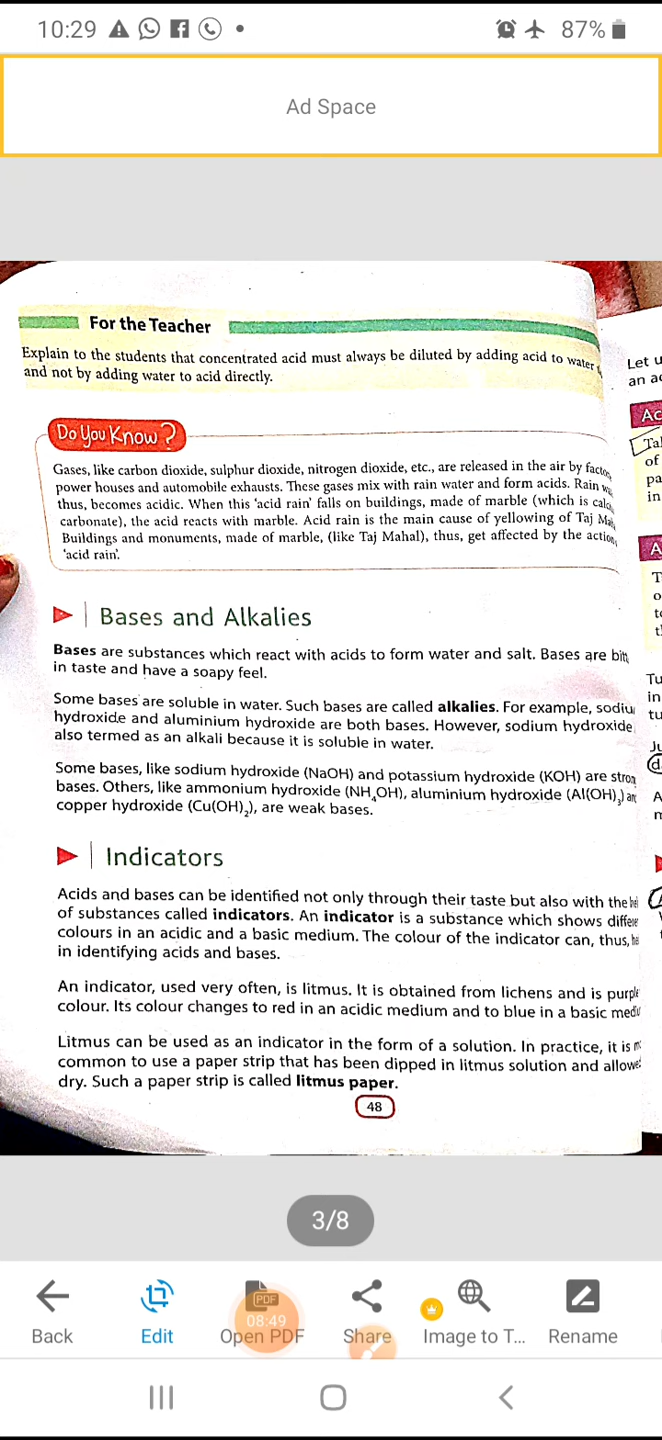 10:29
87%
Ad Space
For the Teacher
Explain to the students that concentrated acid must always be diluted by adding acid to water
and not by adding water to acid directly.
Do You Know?
Gases, like carbon dioxide, sulphur dioxide, nitrogen dioxide, etc., are released in the air by
power houses and automobile exhausts. These gases mix with rain water and form acids. Rain
thus, becomes acidic. When this 'acid rain' falls on buildings, made of marble (which is
carbonate), the acid reacts with marble. Acid rain is the main cause of yellowing of Taj
Buildings and monuments, made of marble, (like Taj Mahal), thus, get affected by the
'acid rain'.
Bases and Alkalies
Bases are substances which react with acids to form water and salt. Bases are
in taste and have a soapy feel.
Some bases are soluble in water. Such bases are called alkalies. For example,
hydroxide and aluminium hydroxide are both bases. However, sodium hydroxide
also termed as an alkali because it is soluble in water.
Some bases, like sodium hydroxide (NaOH) and potassium hydroxide (KOH) are
bases. Others, like ammonium hydroxide (NH₄OH), aluminium hydroxide (Al(OH)₃)
copper hydroxide (Cu(OH)₂), are weak bases.
Indicators
Acids and bases can be identified not only through their taste but also with the
of substances called indicators. An indicator is a substance which shows
colours in an acidic and a basic medium. The colour of the indicator can, thus,
in identifying acids and bases.
An indicator, used very often, is litmus. It is obtained from lichens and is
colour. Its colour changes to red in an acidic medium and to blue in a basic
Litmus can be used as an indicator in the form of a solution. In practice, it is
common to use a paper strip that has been dipped in litmus solution and
dry. Such a paper strip is called litmus paper.
48
Let
an
of
in
3/8
PDF
08:49
Back
Edit
Open PDF
Share
Image to T...
Rename